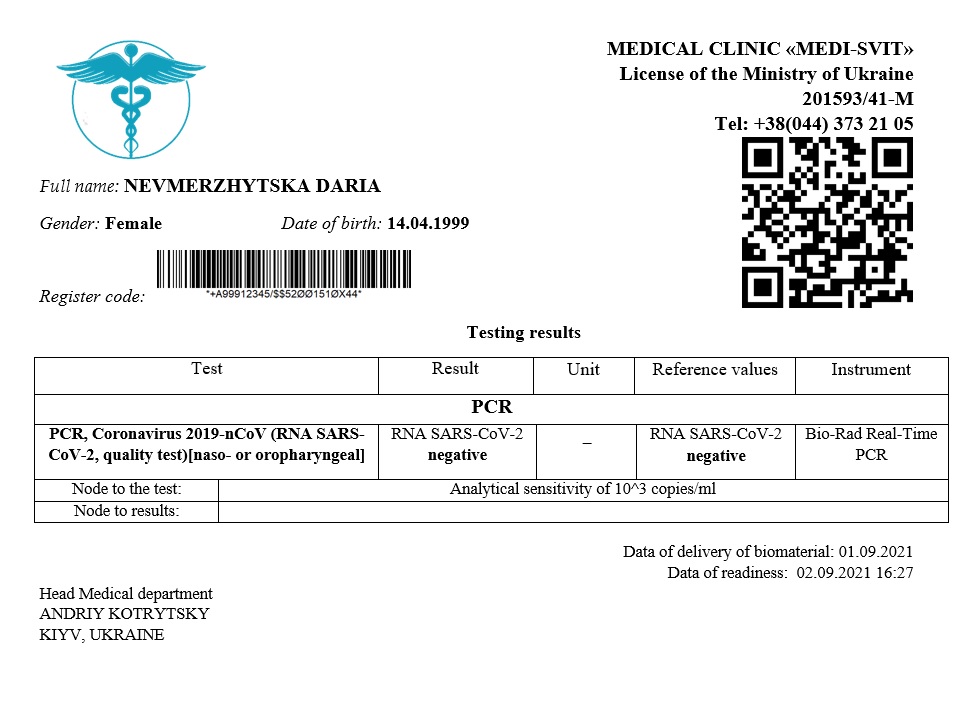 MEDICAL CLINIC «MEDI-SVIT»
License of the Ministry of Ukraine
201593/41-M
Tel: +38(044) 373 21 05
Full name: NEVMERZHYTSKA DARIA
Gender: Female Date of birth: 14.04.1999
Register code: *+A99912345/$$52ØØ151ØX44*
Testing results
Test Result Unit Reference values Instrument
PCR
PCR, Coronavirus 2019-nCoV (RNA SARS- RNA SARS-CoV-2 – RNA SARS-CoV-2 Bio-Rad Real-Time
CoV-2, quality test)[naso- or oropharyngeal] negative negative PCR
Node to the test: Analytical sensitivity of 10^3 copies/ml
Node to results:
Data of delivery of biomaterial: 01.09.2021
Data of readiness: 02.09.2021 16:27
Head Medical department
ANDRIY KOTRYTSKY
KIYV, UKRAINE